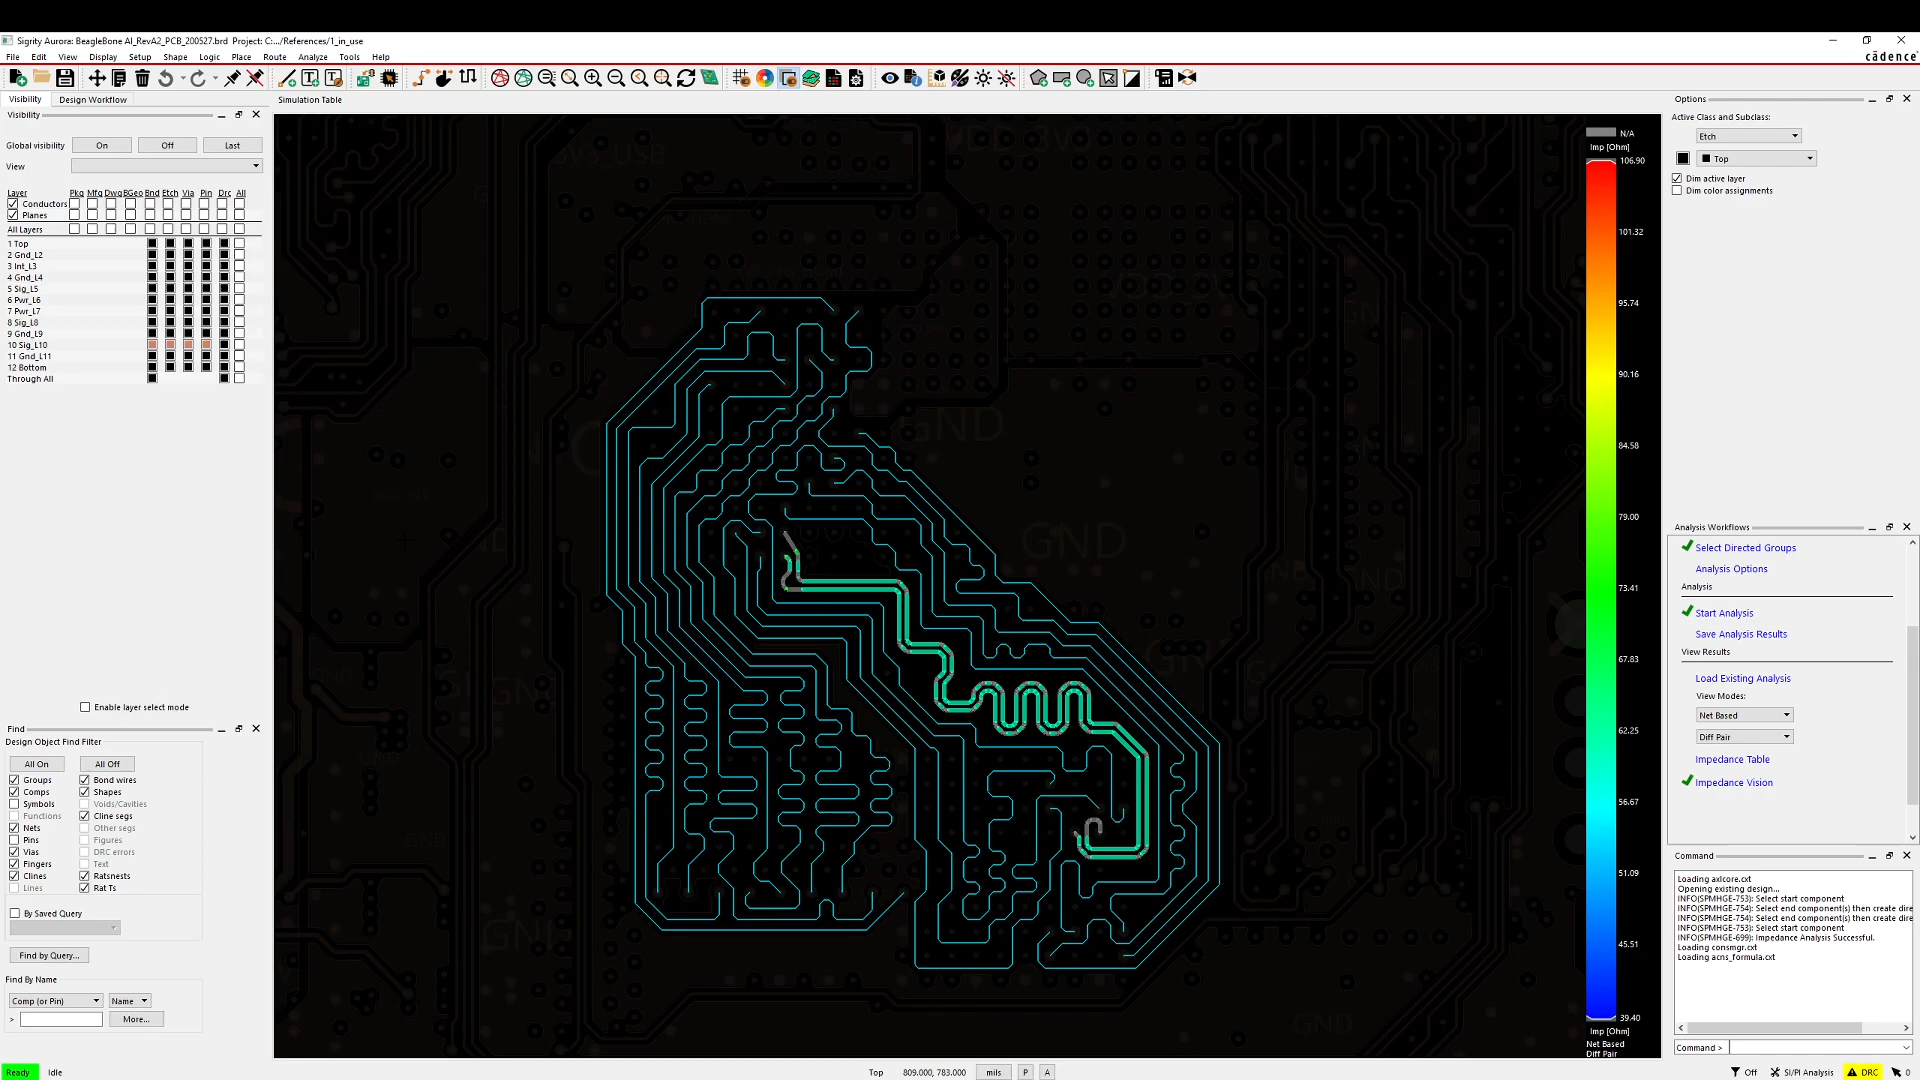 Sigrity Aurora: BeagleBone AI_RevA2_PCB_200527.brd Project: C:.../References/1_in_use
File Edit View Display Setup Shape Logic Place Route Analyze Tools Help
cādence
Visibility Design Workflow
Simulation Table
Visibility
Global visibility On Off Last
View
Layer Pkg Mfg Dwg BGeo Bnd Etch Via Pin Drc All
Conductors
Planes
All Layers
1 Top
2 Gnd_L2
3 Int_L3
4 Gnd_L4
5 Sig_L5
6 Pwr_L6
7 Pwr_L7
8 Sig_L8
9 Gnd_L9
10 Sig_L10
11 Gnd_L11
12 Bottom
Through All
Enable layer select mode
Find
Design Object Find Filter
All On All Off
Groups Bond wires
Comps Shapes
Symbols Voids/Cavities
Functions Cline segs
Nets Other segs
Pins Figures
Vias DRC errors
Fingers Text
Clines Ratsnests
Lines Rat Ts
By Saved Query
Find by Query...
Find By Name
Comp (or Pin) Name
> More...
GND
GND
GND
N/A
Imp [Ohm]
106.90
101.32
95.74
90.16
84.58
79.00
73.41
67.83
62.25
56.67
51.09
45.51
39.40
Imp [Ohm]
Net Based
Diff Pair
Options
Active Class and Subclass:
Etch
Top
Dim active layer
Dim color assignments
Analysis Workflows
Select Directed Groups
Analysis Options
Analysis
Start Analysis
Save Analysis Results
View Results
Load Existing Analysis
View Modes:
Net Based
Diff Pair
Impedance Table
Impedance Vision
Command
Loading axlcore.cxt
Opening existing design...
INFO(SPMHGE-753): Select start component
INFO(SPMHGE-754): Select end component(s) then create dire
INFO(SPMHGE-754): Select end component(s) then create dire
INFO(SPMHGE-753): Select start component
INFO(SPMHGE-699): Impedance Analysis Successful.
Loading consmgr.cxt
Loading acns_formula.cxt
Command >
Ready Idle Top 809.000, 783.000 mils P A Off SI/PI Analysis DRC 0